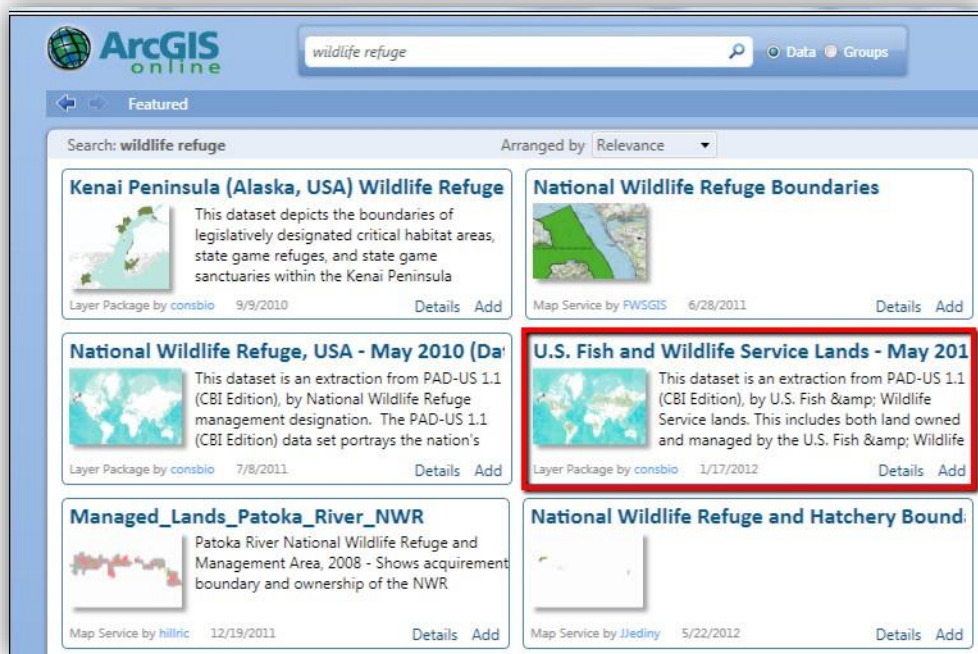 ArcGIS
online
wildlife refuge
Data
Groups
Featured
Search: wildlife refuge
Arranged by Relevance
Kenai Peninsula (Alaska, USA) Wildlife Refuge
This dataset depicts the boundaries of
legislatively designated critical habitat areas,
state game refuges, and state game
sanctuaries within the Kenai Peninsula
Layer Package by consbio 9/9/2010 Details Add
National Wildlife Refuge Boundaries
Map Service by FWSGIS 6/28/2011 Details Add
National Wildlife Refuge, USA - May 2010 (Dat
This dataset is an extraction from PAD-US 1.1
(CBI Edition), by National Wildlife Refuge
management designation. The PAD-US 1.1
(CBI Edition) data set portrays the nation's
Layer Package by consbio 7/8/2011 Details Add
U.S. Fish and Wildlife Service Lands - May 201
This dataset is an extraction from PAD-US 1.1
(CBI Edition), by U.S. Fish &amp; Wildlife
Service lands. This includes both land owned
and managed by the U.S. Fish &amp; Wildlife
Layer Package by consbio 1/17/2012 Details Add
Managed_Lands_Patoka_River_NWR
Patoka River National Wildlife Refuge and
Management Area, 2008 - Shows acquirement
boundary and ownership of the NWR
Map Service by hillric 12/19/2011 Details Add
National Wildlife Refuge and Hatchery Bound
Map Service by JJediny 5/22/2012 Details Add